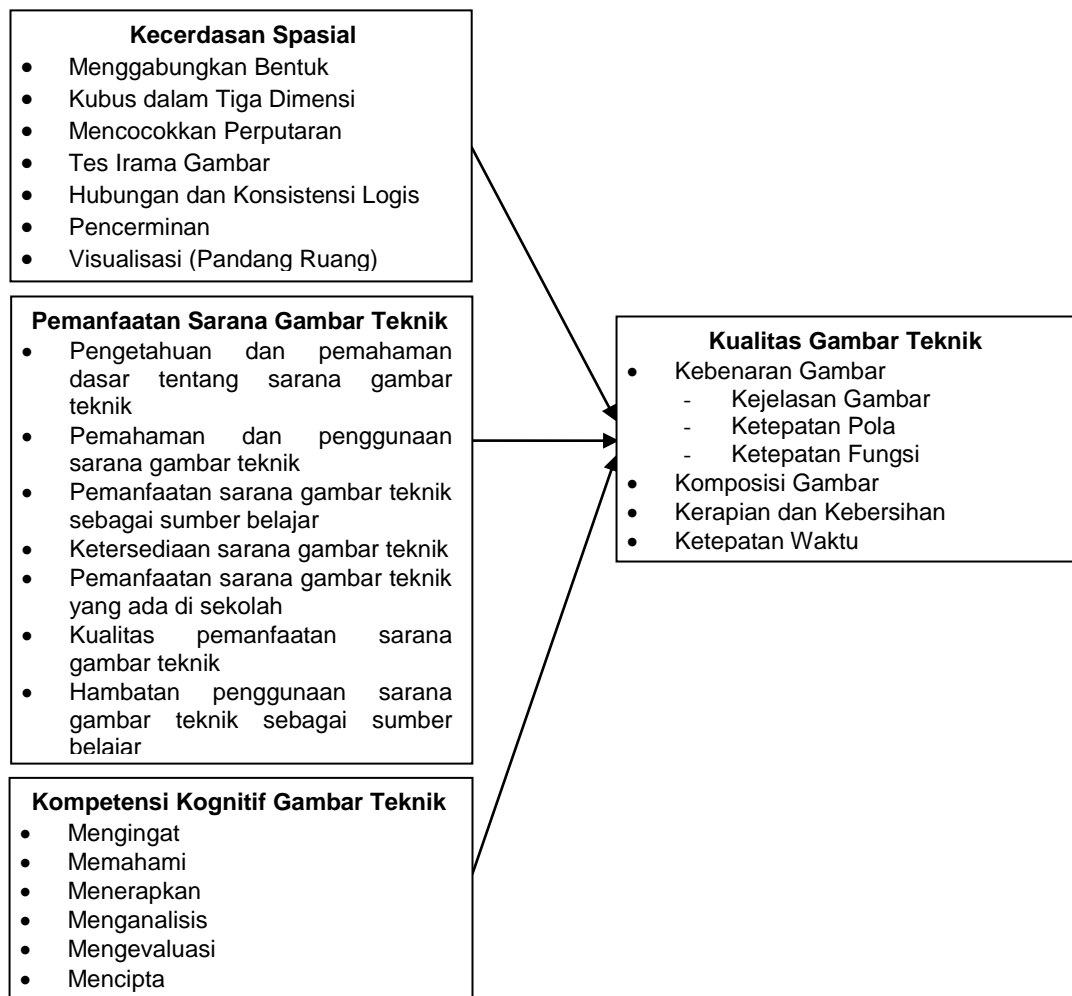 Kecerdasan Spasial
• Menggabungkan Bentuk
• Kubus dalam Tiga Dimensi
• Mencocokkan Perputaran
• Tes Irama Gambar
• Hubungan dan Konsistensi Logis
• Pencerminan
• Visualisasi (Pandang Ruang)
Pemanfaatan Sarana Gambar Teknik
• Pengetahuan dan pemahaman
dasar tentang sarana gambar
teknik
• Pemahaman dan penggunaan
sarana gambar teknik
• Pemanfaatan sarana gambar teknik
sebagai sumber belajar
• Ketersediaan sarana gambar teknik
• Pemanfaatan sarana gambar teknik
yang ada di sekolah
• Kualitas pemanfaatan sarana
gambar teknik
• Hambatan penggunaan sarana
gambar teknik sebagai sumber
belajar
Kompetensi Kognitif Gambar Teknik
• Mengingat
• Memahami
• Menerapkan
• Menganalisis
• Mengevaluasi
• Mencipta
Kualitas Gambar Teknik
• Kebenaran Gambar
- Kejelasan Gambar
- Ketepatan Pola
- Ketepatan Fungsi
• Komposisi Gambar
• Kerapian dan Kebersihan
• Ketepatan Waktu